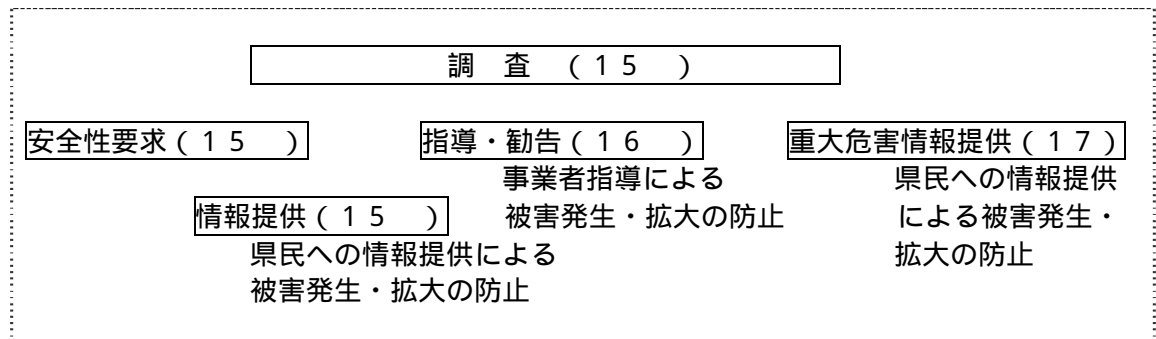 調 査 （15 ）
安全性要求（15 ） 指導・勧告（16 ） 重大危害情報提供（17）
事業者指導による 県民への情報提供
情報提供（15 ） 被害発生・拡大の防止 による被害発生・
県民への情報提供による 拡大の防止
被害発生・拡大の防止